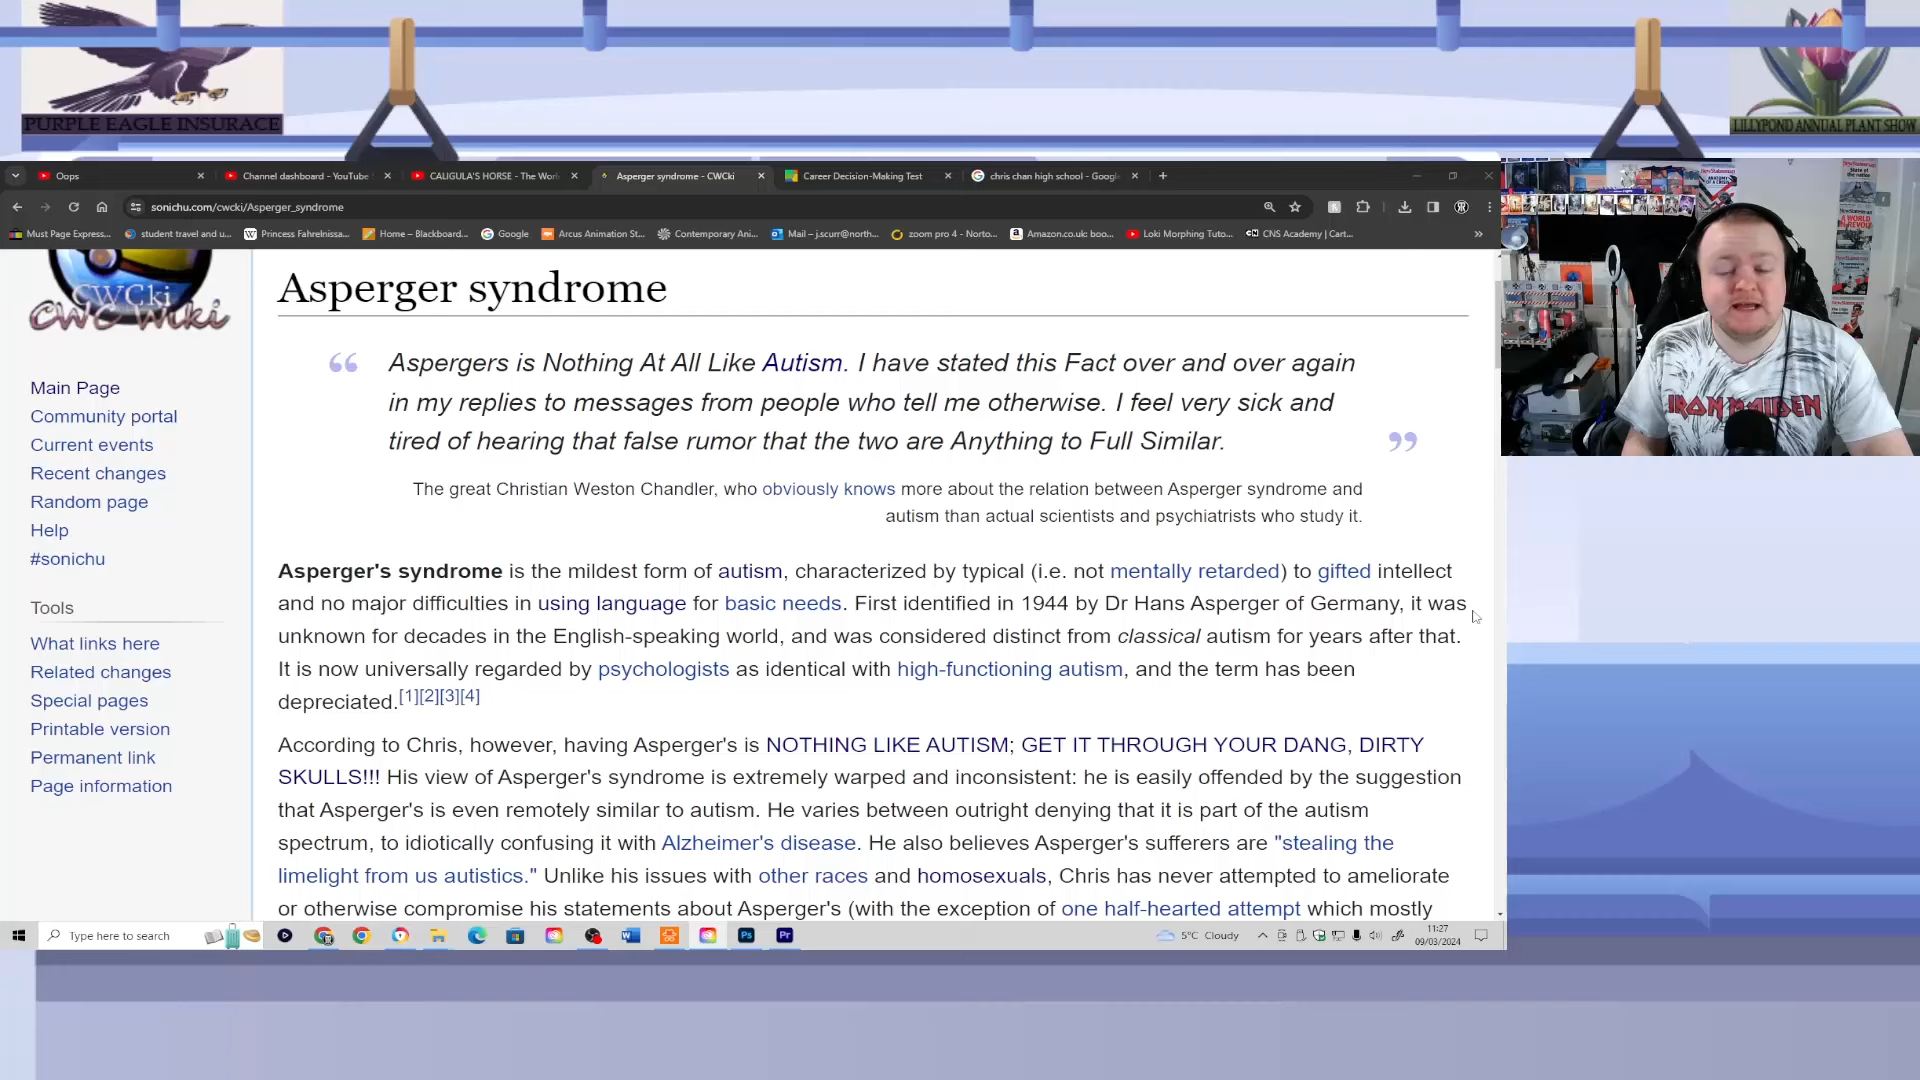 PURPLE EAGLE INSURACE
LILLYPOND ANNUAL PLANT SHOW
Oops
Channel dashboard - YouTube
CALIGULA'S HORSE - The Worl
Asperger syndrome - CWCki
Career Decision-Making Test
chris chan high school - Google
sonichu.com/cwcki/Asperger_syndrome
Must Page Express...
student travel and u...
Princess Fahrelnissa...
Home – Blackboard...
Google
Arcus Animation St...
Contemporary Ani...
Mail – j.scurr@north...
zoom pro 4 - Norto...
Amazon.co.uk: boo...
Loki Morphing Tuto...
CNS Academy | Cart...
CWCki
CWC Wiki
Main Page
Community portal
Current events
Recent changes
Random page
Help
#sonichu
Tools
What links here
Related changes
Special pages
Printable version
Permanent link
Page information
Asperger syndrome
“ Aspergers is Nothing At All Like Autism. I have stated this Fact over and over again
in my replies to messages from people who tell me otherwise. I feel very sick and
tired of hearing that false rumor that the two are Anything to Full Similar. ”
The great Christian Weston Chandler, who obviously knows more about the relation between Asperger syndrome and
autism than actual scientists and psychiatrists who study it.
Asperger's syndrome is the mildest form of autism, characterized by typical (i.e. not mentally retarded) to gifted intellect
and no major difficulties in using language for basic needs. First identified in 1944 by Dr Hans Asperger of Germany, it was
unknown for decades in the English-speaking world, and was considered distinct from classical autism for years after that.
It is now universally regarded by psychologists as identical with high-functioning autism, and the term has been
depreciated.[1][2][3][4]
According to Chris, however, having Asperger's is NOTHING LIKE AUTISM; GET IT THROUGH YOUR DANG, DIRTY
SKULLS!!! His view of Asperger's syndrome is extremely warped and inconsistent: he is easily offended by the suggestion
that Asperger's is even remotely similar to autism. He varies between outright denying that it is part of the autism
spectrum, to idiotically confusing it with Alzheimer's disease. He also believes Asperger's sufferers are "stealing the
limelight from us autistics." Unlike his issues with other races and homosexuals, Chris has never attempted to ameliorate
or otherwise compromise his statements about Asperger's (with the exception of one half-hearted attempt which mostly
Type here to search
5°C Cloudy
11:27
09/03/2024
IRON MAIDEN
State of the nation
NewStatesman
A WORLD IN REVOLT